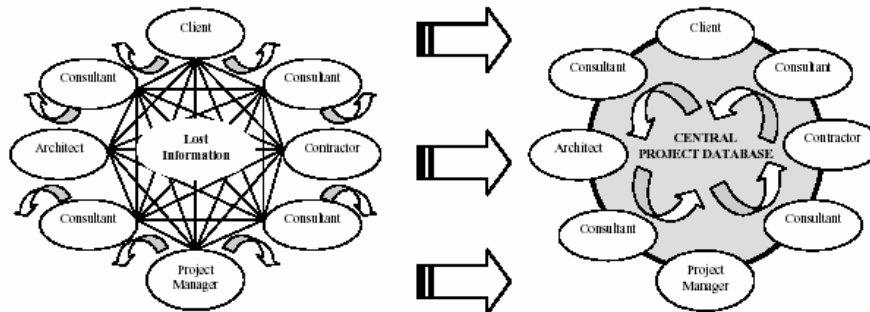 Client
Consultant
Consultant
Lost
Information
Architect
Contractor
Consultant
Consultant
Project
Manager
Client
Consultant
Consultant
CENTRAL
PROJECT DATABASE
Architect
Contractor
Consultant
Consultant
Project
Manager